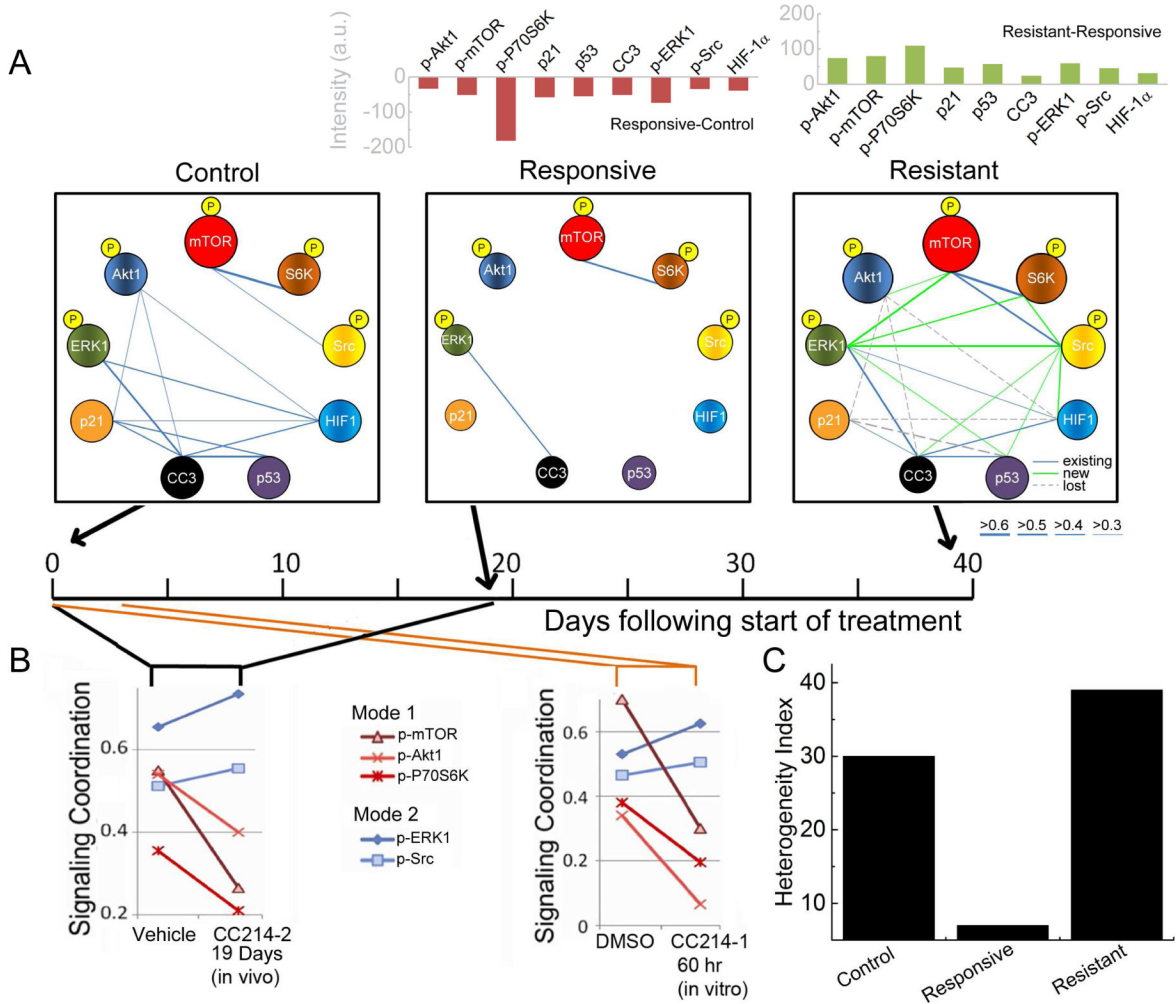 A
Intensity (a.u.)
0
-100
-200
p-Akt1
p-mTOR
p-P70S6K
p21
p53
CC3
p-ERK1
p-Src
HIF-1α
Responsive-Control
200
100
0
Resistant-Responsive
p-Akt1
p-mTOR
p-P70S6K
p21
p53
CC3
p-ERK1
p-Src
HIF-1α
Control
P
mTOR
P
Akt1
P
S6K
P
ERK1
P
Src
p21
HIF1
CC3
p53
Responsive
P
mTOR
P
Akt1
P
S6K
P
ERK1
P
Src
p21
HIF1
CC3
p53
Resistant
P
mTOR
P
Akt1
P
S6K
P
ERK1
P
Src
p21
HIF1
CC3
p53
existing
new
lost
>0.6 >0.5 >0.4 >0.3
0 10 20 30 40
Days following start of treatment
B
Signaling Coordination
0.6
0.4
0.2
Vehicle
CC214-2
19 Days
(in vivo)
Mode 1
p-mTOR
p-Akt1
p-P70S6K
Mode 2
p-ERK1
p-Src
Signaling Coordination
0.6
0.4
0.2
0
DMSO
CC214-1
60 hr
(in vitro)
C
Heterogeneity Index
40
30
20
10
Control
Responsive
Resistant